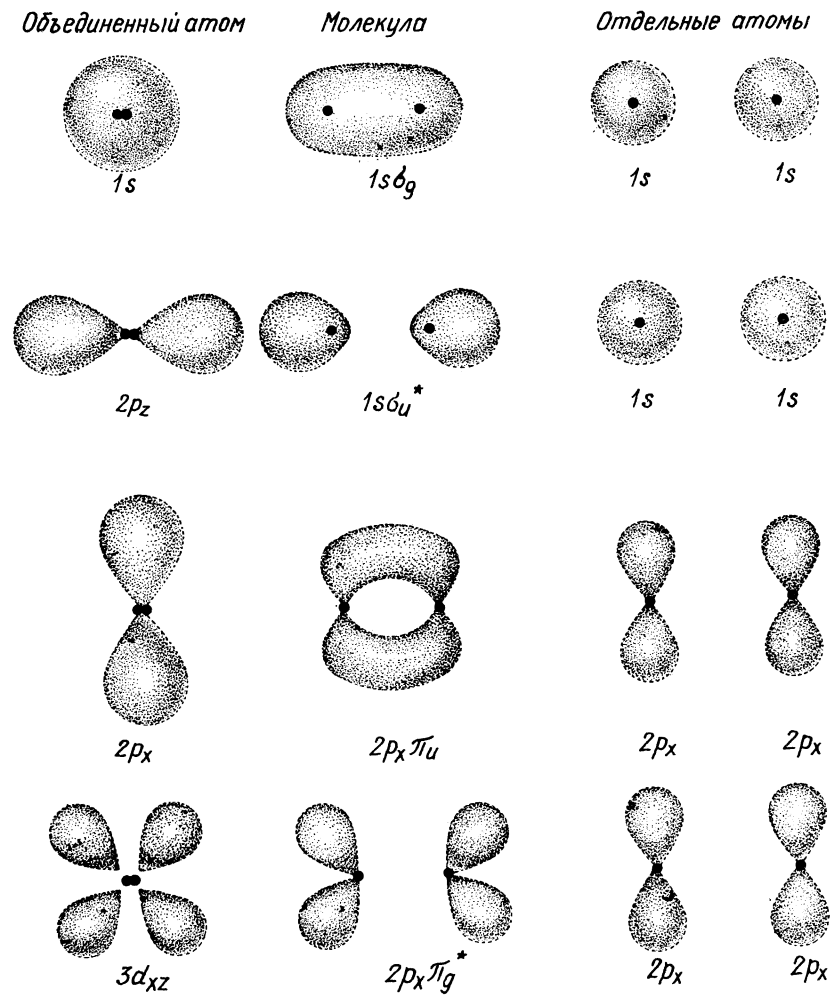 Объединенный атом Молекула Отдельные атомы
1s 1sσg 1s 1s
2pz 1sσu* 1s 1s
2px 2pxπu 2px 2px
3dxz 2pxπg* 2px 2px